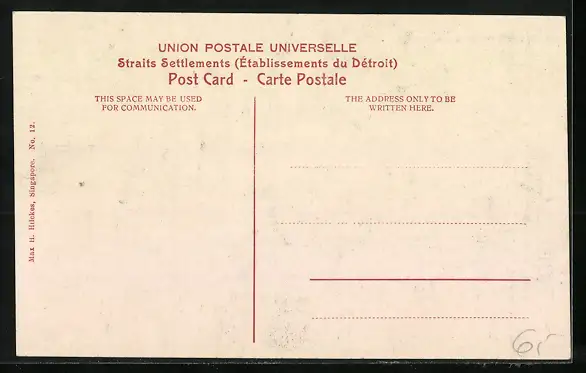 UNION POSTALE UNIVERSELLE
Straits Settlements (Établissements du Détroit)
Post Card - Carte Postale
THIS SPACE MAY BE USED
FOR COMMUNICATION.
THE ADDRESS ONLY TO BE
WRITTEN HERE.
Max H. Hilckes, Singapore. No. 12.